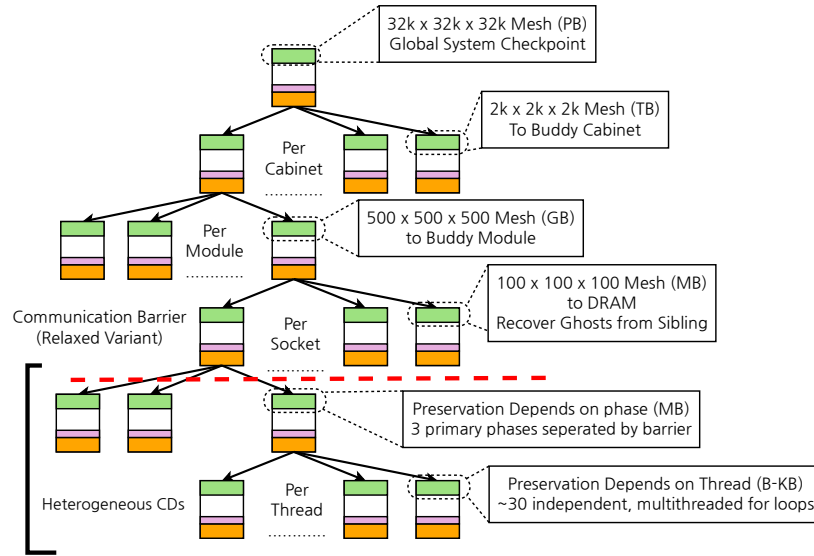 32k x 32k x 32k Mesh (PB)
Global System Checkpoint
2k x 2k x 2k Mesh (TB)
To Buddy Cabinet
Per
Cabinet
500 x 500 x 500 Mesh (GB)
to Buddy Module
Per
Module
100 x 100 x 100 Mesh (MB)
to DRAM
Recover Ghosts from Sibling
Communication Barrier
(Relaxed Variant)
Per
Socket
Preservation Depends on phase (MB)
3 primary phases seperated by barrier
Preservation Depends on Thread (B-KB)
~30 independent, multithreaded for loops
Heterogeneous CDs
Per
Thread